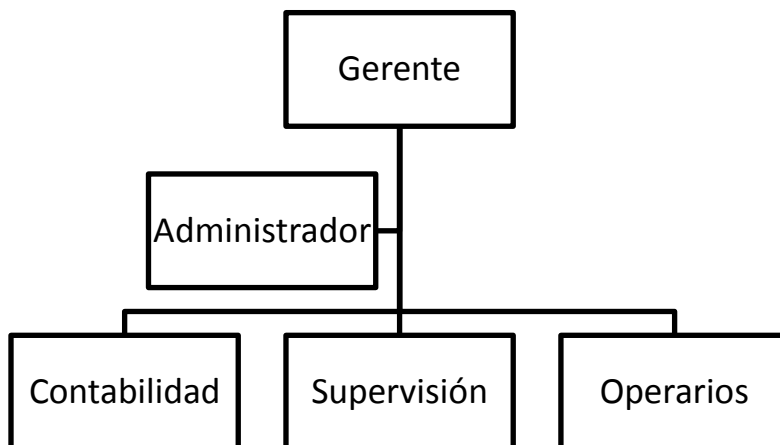 Gerente
Administrador
Contabilidad
Supervisión
Operarios